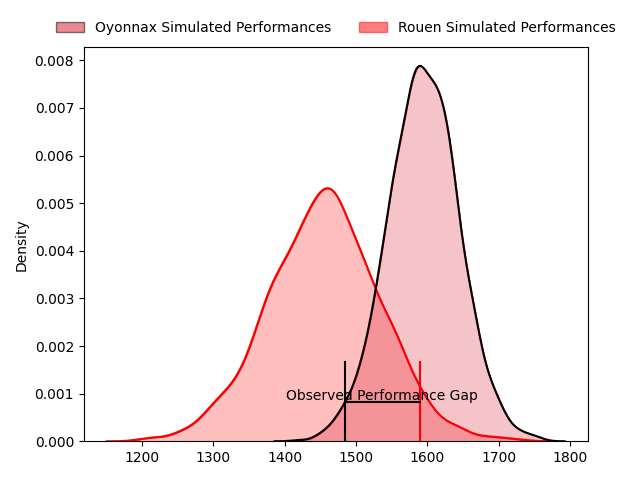 Oyonnax Simulated Performances Rouen Simulated Performances
0.008
0.007
0.006
0.005
0.004
0.003
0.002
0.001
0.000
Density
Observed Performance Gap
1200 1300 1400 1500 1600 1700 1800